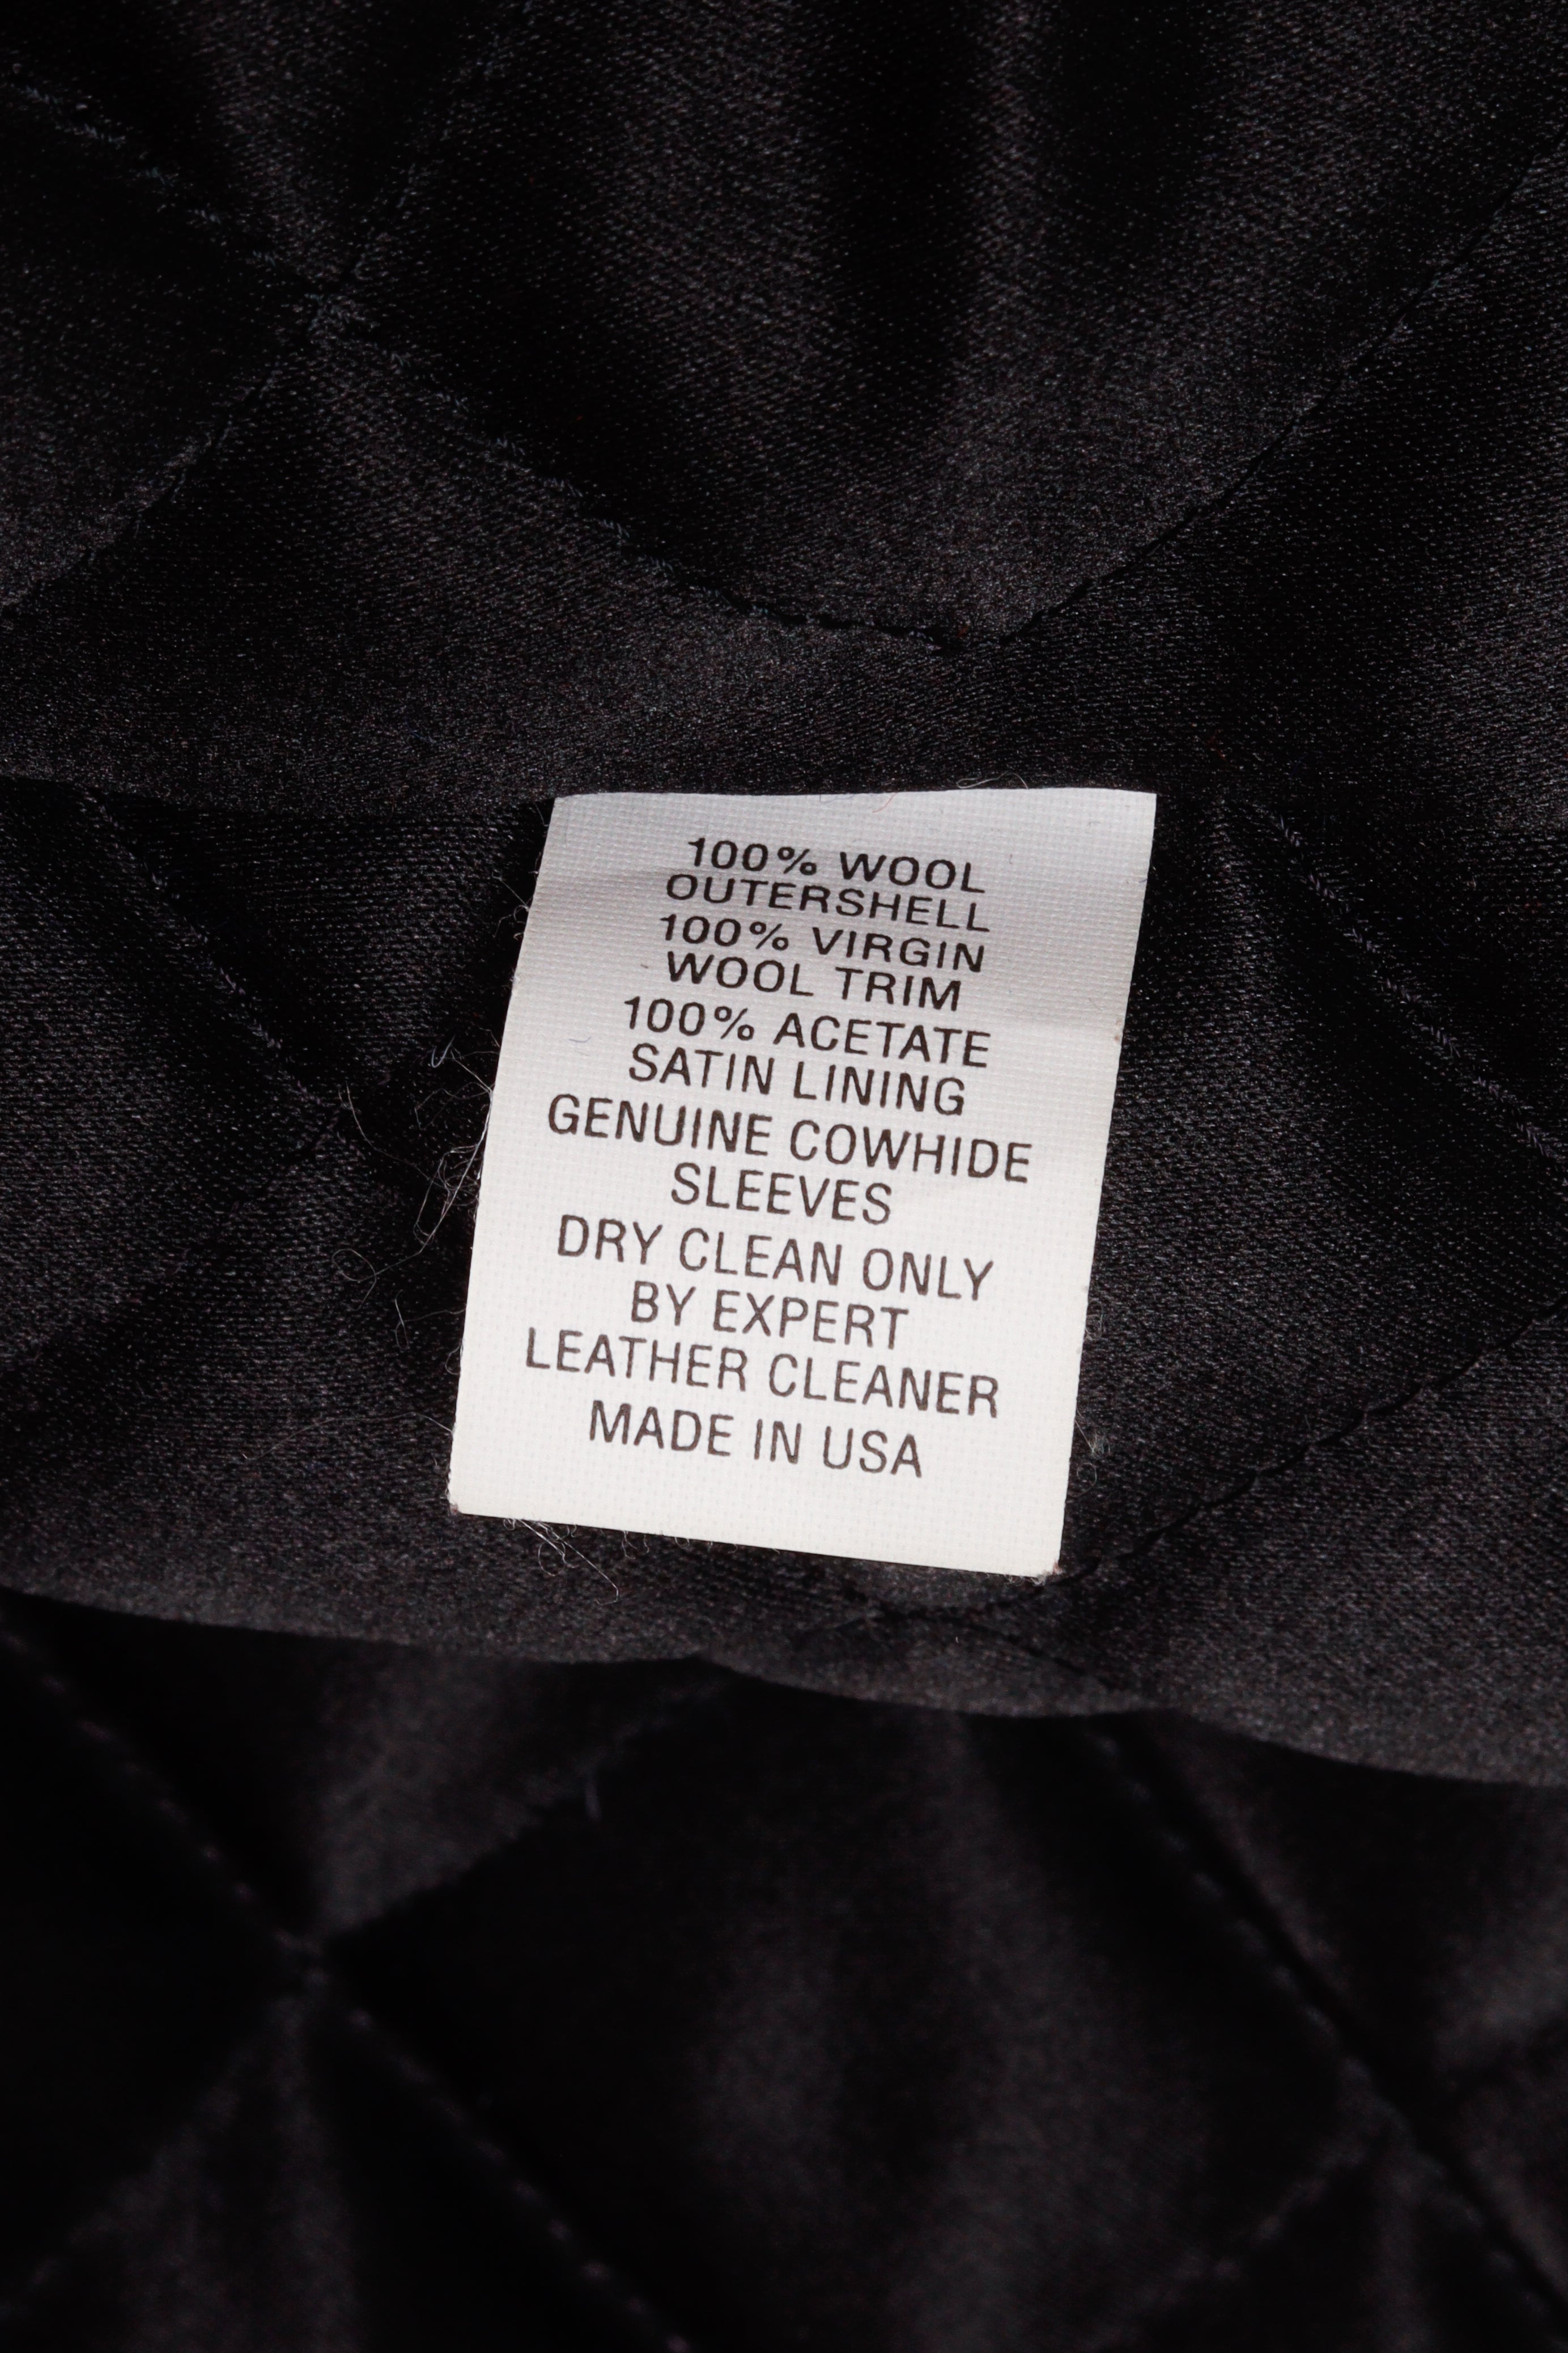 100% WOOL
OUTERSHELL
100% VIRGIN
WOOL TRIM
100% ACETATE
SATIN LINING
GENUINE COWHIDE
SLEEVES
DRY CLEAN ONLY
BY EXPERT
LEATHER CLEANER
MADE IN USA